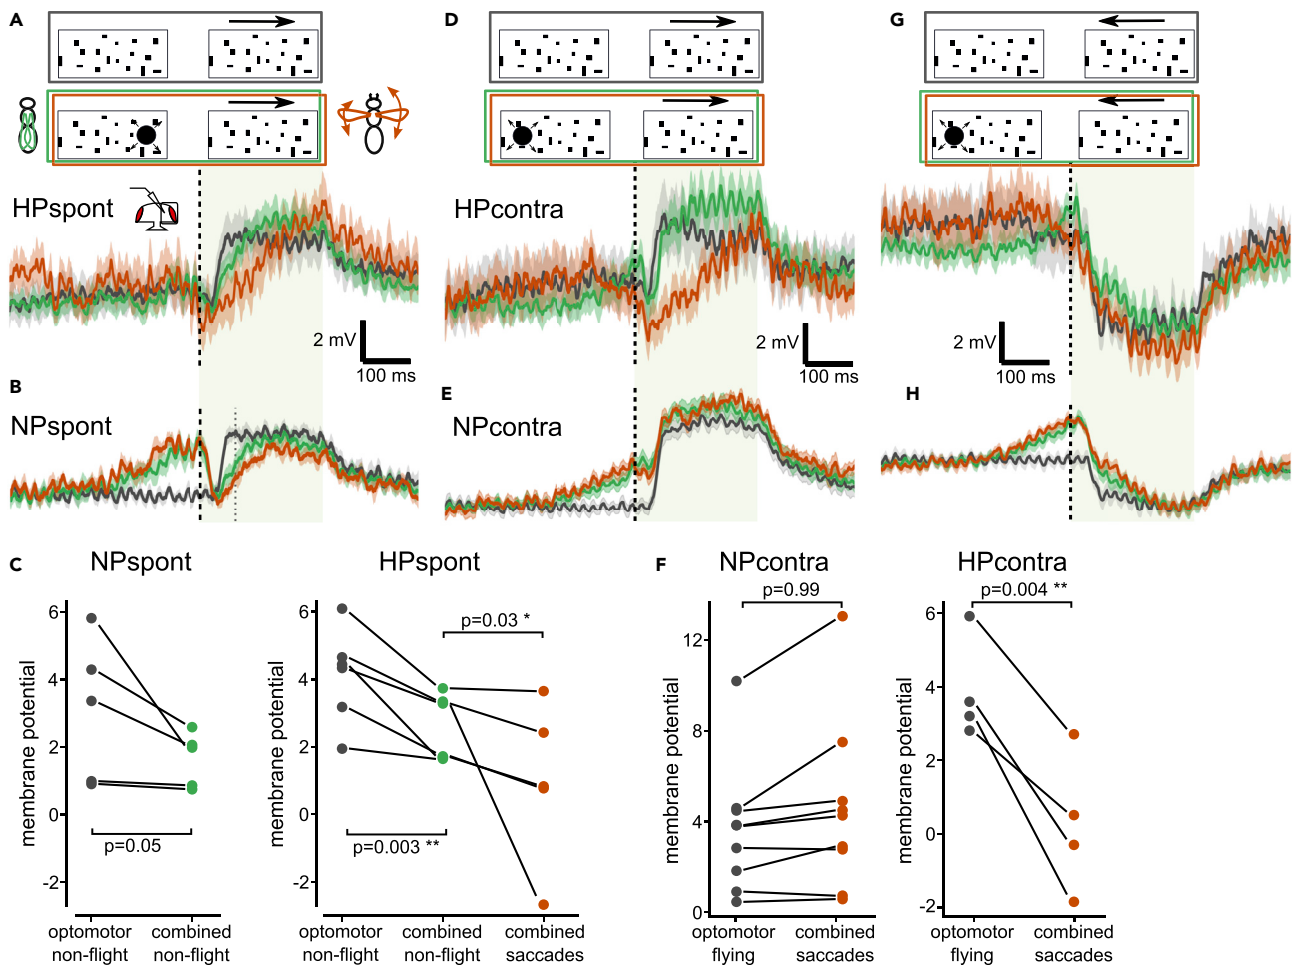 A
D
G
HPspont
HPcontra
2 mV
100 ms
2 mV
100 ms
2 mV
100 ms
B
E
H
NPspont
NPcontra
C
NPspont
HPspont
F
NPcontra
HPcontra
membrane potential
6
4
2
0
-2
p=0.05
optomotor
non-flight
combined
non-flight
membrane potential
6
4
2
0
-2
p=0.03 *
p=0.003 **
optomotor
non-flight
combined
non-flight
combined
saccades
membrane potential
12
8
4
0
p=0.99
optomotor
flying
combined
saccades
membrane potential
6
4
2
0
-2
p=0.004 **
optomotor
flying
combined
saccades